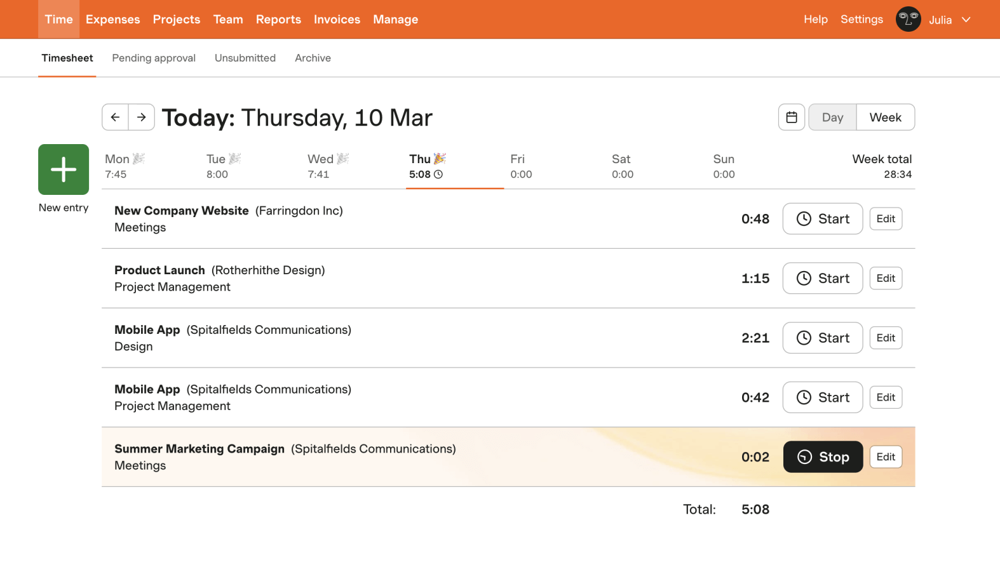 Time Expenses Projects Team Reports Invoices Manage Help Settings Julia
Timesheet Pending approval Unsubmitted Archive
Today: Thursday, 10 Mar Day Week
Mon Tue Wed Thu Fri Sat Sun Week total
7:45 8:00 7:41 5:08 0:00 0:00 0:00 28:34
New entry
New Company Website (Farringdon Inc)
Meetings
0:48 Start Edit
Product Launch (Rotherhithe Design)
Project Management
1:15 Start Edit
Mobile App (Spitalfields Communications)
Design
2:21 Start Edit
Mobile App (Spitalfields Communications)
Project Management
0:42 Start Edit
Summer Marketing Campaign (Spitalfields Communications)
Meetings
0:02 Stop Edit
Total: 5:08